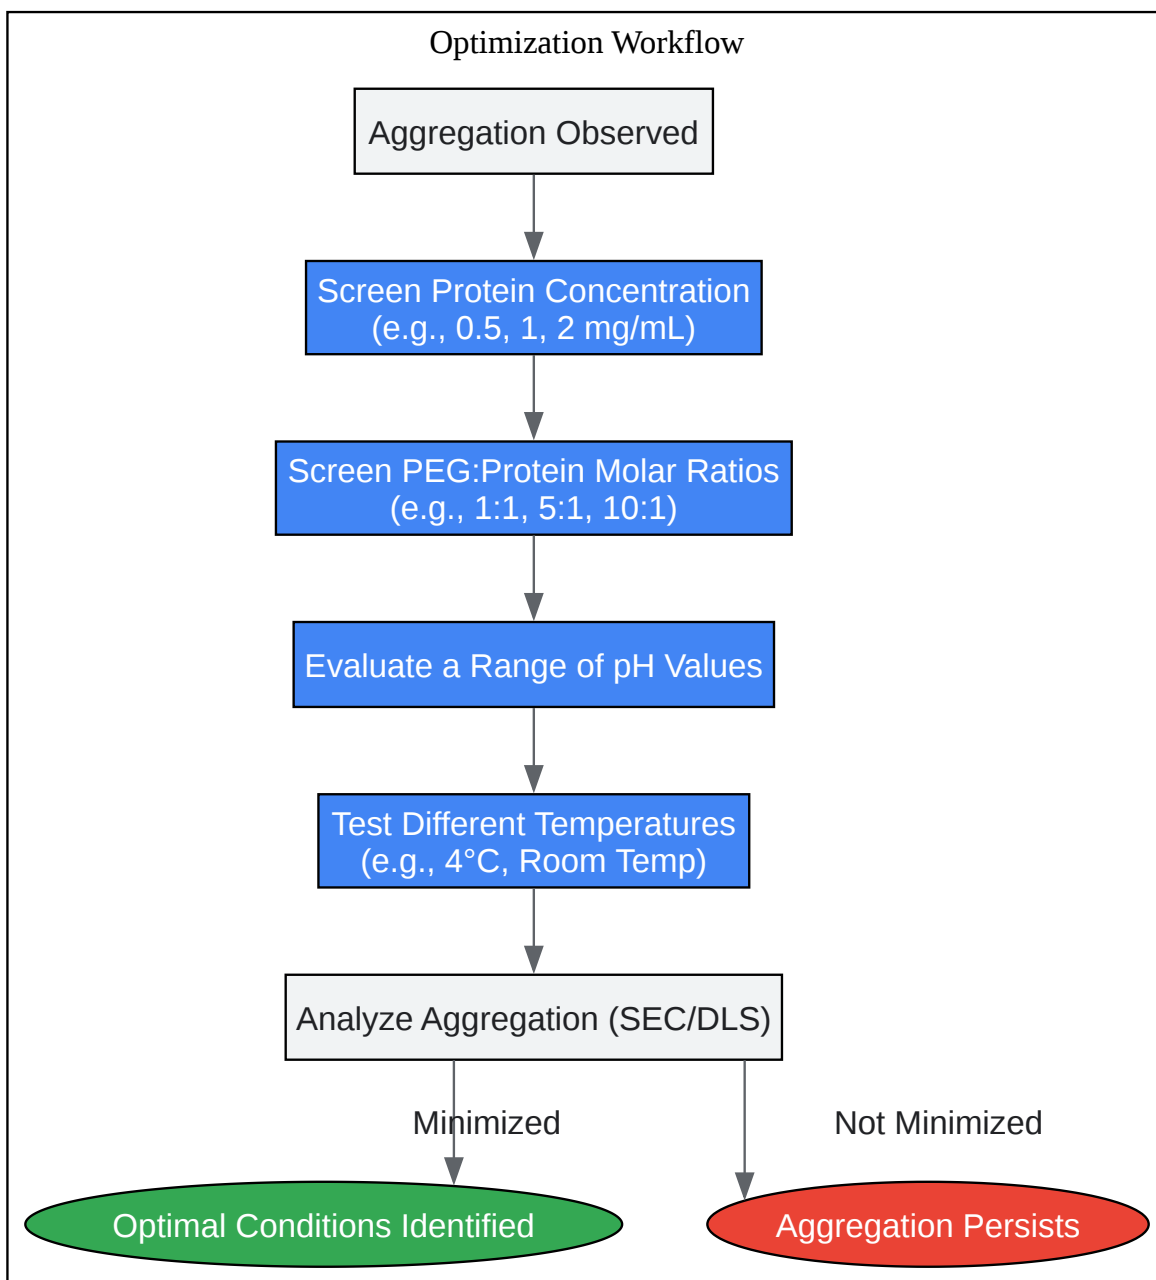 Optimization Workflow
Aggregation Observed
Screen Protein Concentration
(e.g., 0.5, 1, 2 mg/mL)
Screen PEG:Protein Molar Ratios
(e.g., 1:1, 5:1, 10:1)
Evaluate a Range of pH Values
Test Different Temperatures
(e.g., 4°C, Room Temp)
Analyze Aggregation (SEC/DLS)
Minimized
Not Minimized
Optimal Conditions Identified
Aggregation Persists